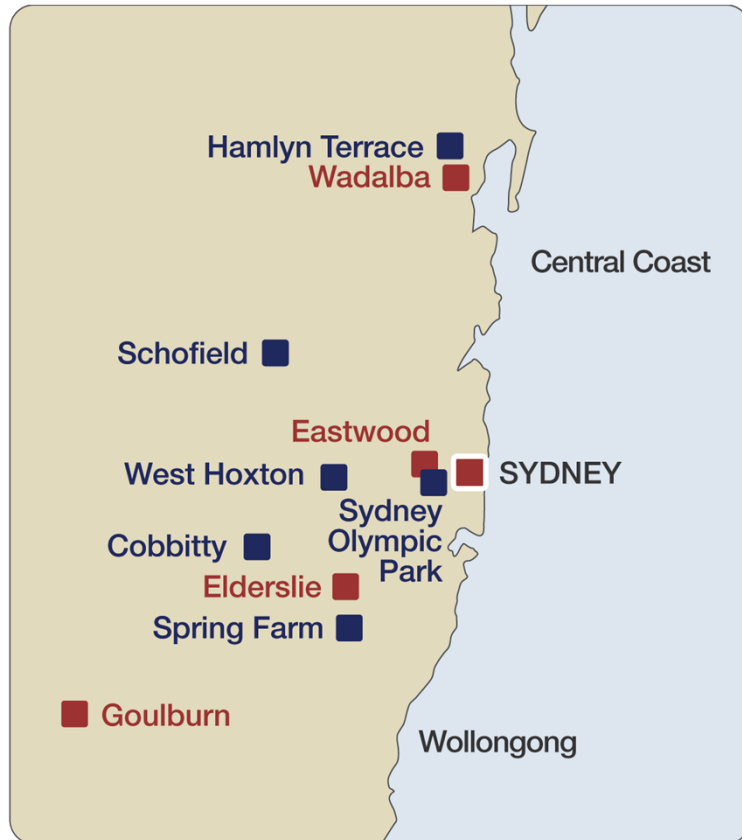 Hamlyn Terrace
Wadalba
Central Coast
Schofield
Eastwood
West Hoxton
SYDNEY
Sydney
Olympic
Park
Cobbitty
Elderslie
Spring Farm
Goulburn
Wollongong